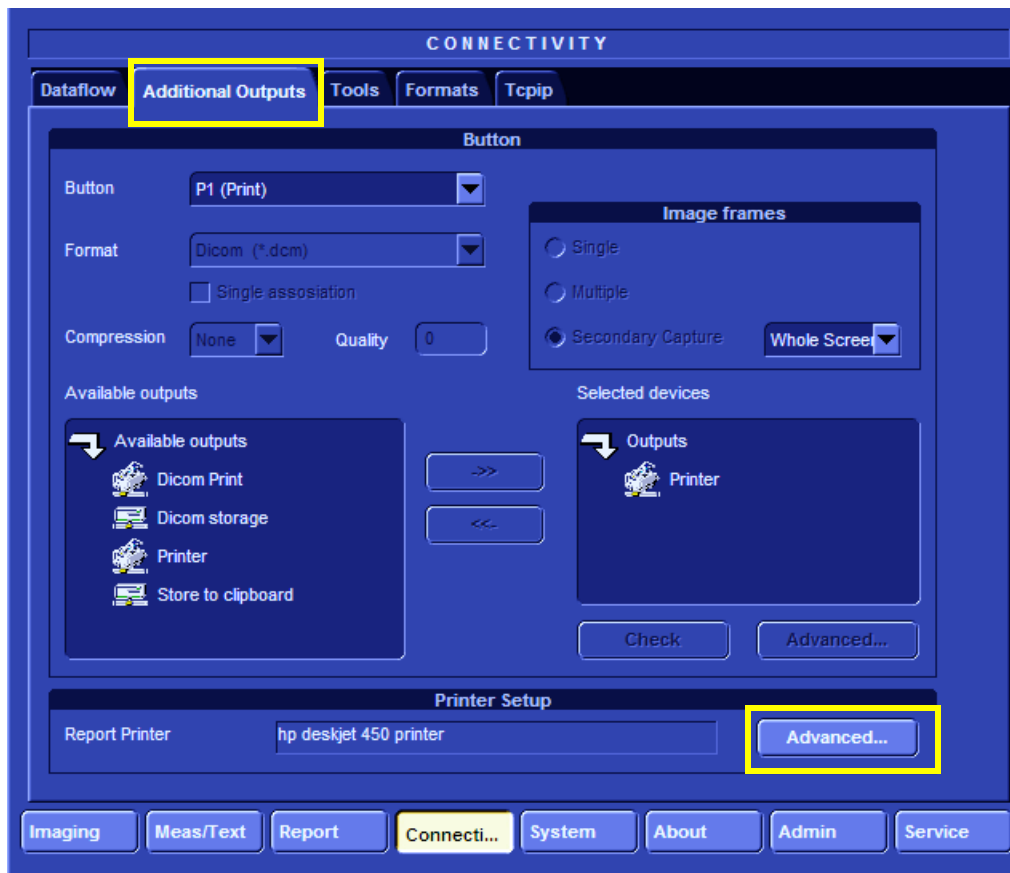 CONNECTIVITY
Dataflow Additional Outputs Tools Formats Tcpip
Button
Button P1 (Print)
Image frames
Format Dicom (*.dcm) Single
Single assosiation Multiple
Compression None Quality 0 Secondary Capture Whole Screen
Available outputs Selected devices
Available outputs Outputs
Dicom Print ->> Printer
Dicom storage <<-
Printer
Store to clipboard
Check Advanced...
Printer Setup
Report Printer hp deskjet 450 printer Advanced...
Imaging Meas/Text Report Connecti... System About Admin Service